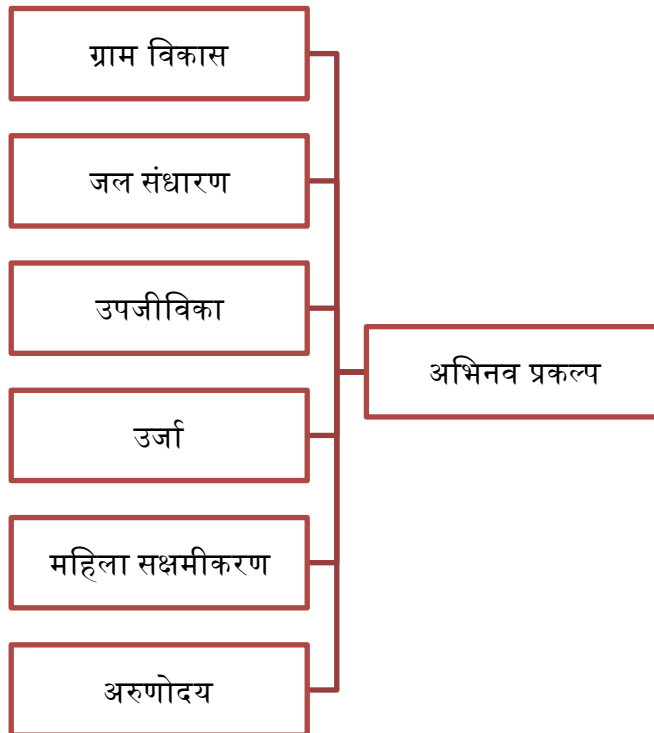 ग्राम विकास
जल संधारण
उपजीविका
अभिनव प्रकल्प
उर्जा
महिला सक्षमीकरण
अरुणोदय